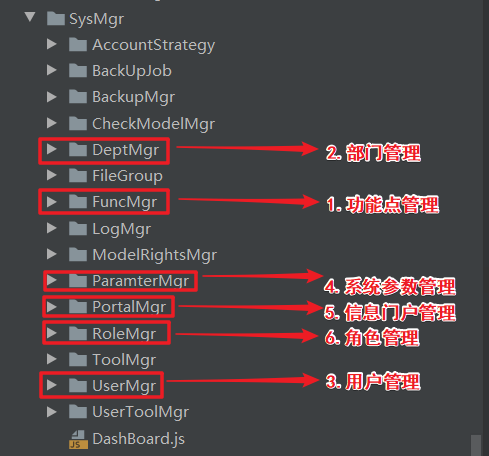 SysMgr
AccountStrategy
BackUpJob
BackupMgr
CheckModelMgr
DeptMgr 2. 部门管理
FileGroup
FuncMgr 1. 功能点管理
LogMgr
ModelRightsMgr
ParamterMgr 4. 系统参数管理
PortalMgr 5. 信息门户管理
RoleMgr 6. 角色管理
ToolMgr
UserMgr 3. 用户管理
UserToolMgr
JS DashBoard.js